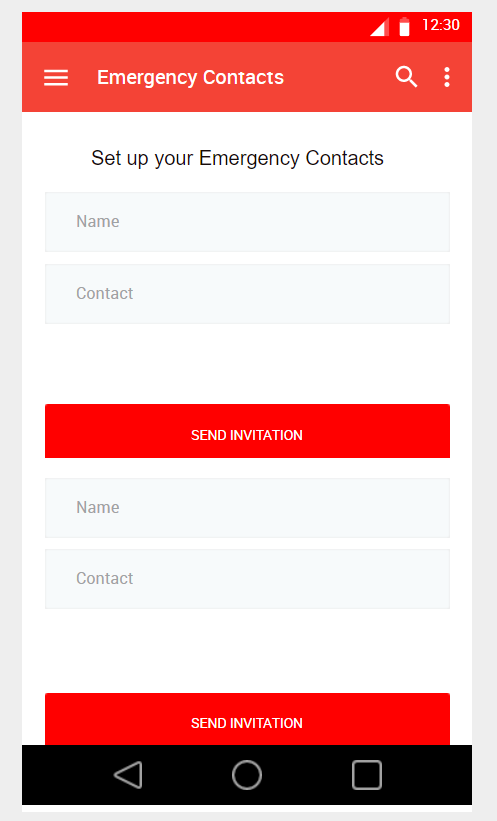 12:30
Emergency Contacts
Set up your Emergency Contacts
Name
Contact
SEND INVITATION
Name
Contact
SEND INVITATION